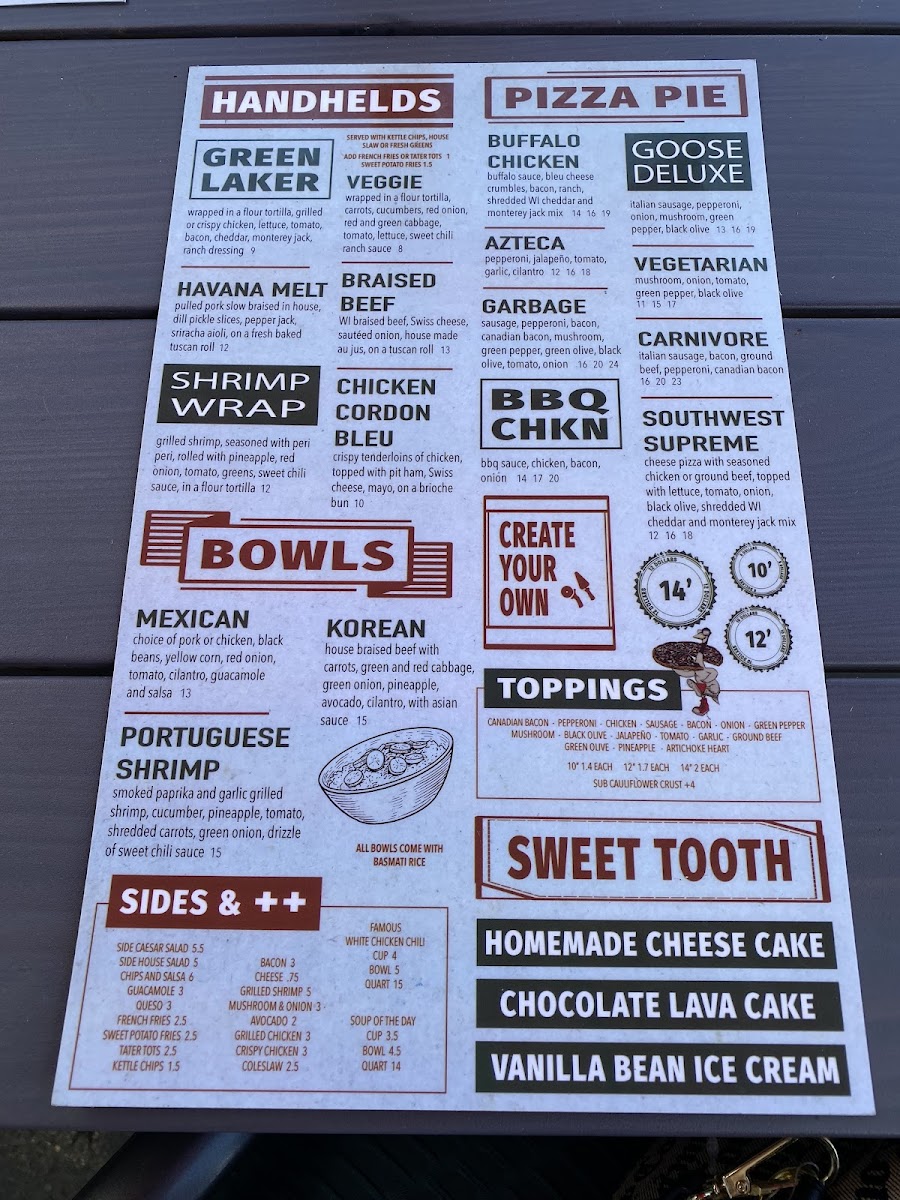 HANDHELDS
GREEN
LAKER
wrapped in a flour tortilla, grilled
or crispy chicken, lettuce, tomato,
bacon, cheddar, monterey jack,
ranch dressing 9
HAVANA MELT
pulled pork slow braised in house,
dill pickle slices, pepper jack,
sriracha aioli, on a fresh baked
tuscan roll 12
SHRIMP
WRAP
grilled shrimp, seasoned with peri
peri, rolled with pineapple, red
onion, tomato, greens, sweet chili
sauce, in a flour tortilla 12
SERVED WITH KETTLE CHIPS, HOUSE
SLAW OR FRESH GREENS
ADD FRENCH FRIES OR TATER TOTS 1
SWEET POTATO FRIES 1.5
VEGGIE
wrapped in a flour tortilla,
carrots, cucumbers, red onion,
red and green cabbage,
tomato, lettuce, sweet chili
ranch sauce 8
BRAISED
BEEF
WI braised beef, Swiss cheese,
sautéed onion, house made
au jus, on a tuscan roll 13
CHICKEN
CORDON
BLEU
crispy tenderloins of chicken,
topped with pit ham, Swiss
cheese, mayo, on a brioche
bun 10
BOWLS
MEXICAN
choice of pork or chicken, black
beans, yellow corn, red onion,
tomato, cilantro, guacamole
and salsa 13
PORTUGUESE
SHRIMP
smoked paprika and garlic grilled
shrimp, cucumber, pineapple, tomato,
shredded carrots, green onion, drizzle
of sweet chili sauce 15
KOREAN
house braised beef with
carrots, green and red cabbage,
green onion, pineapple,
avocado, cilantro, with asian
sauce 15
ALL BOWLS COME WITH
BASMATI RICE
SIDES & ++
SIDE CAESAR SALAD 5.5
SIDE HOUSE SALAD 5
CHIPS AND SALSA 6
GUACAMOLE 3
QUESO 3
FRENCH FRIES 2.5
SWEET POTATO FRIES 2.5
TATER TOTS 2.5
KETTLE CHIPS 1.5
BACON 3
CHEESE .75
GRILLED SHRIMP 5
MUSHROOM & ONION 3
AVOCADO 2
GRILLED CHICKEN 3
CRISPY CHICKEN 3
COLESLAW 2.5
FAMOUS
WHITE CHICKEN CHILI
CUP 4
BOWL 5
QUART 15
SOUP OF THE DAY
CUP 3.5
BOWL 4.5
QUART 14
PIZZA PIE
BUFFALO
CHICKEN
buffalo sauce, bleu cheese
crumbles, bacon, ranch,
shredded WI cheddar and
monterey jack mix 14 16 19
AZTECA
pepperoni, jalapeño, tomato,
garlic, cilantro 12 16 18
GARBAGE
sausage, pepperoni, bacon,
canadian bacon, mushroom,
green pepper, green olive, black
olive, tomato, onion 16 20 24
BBQ
CHKN
bbq sauce, chicken, bacon,
onion 14 17 20
GOOSE
DELUXE
italian sausage, pepperoni,
onion, mushroom, green
pepper, black olive 13 16 19
VEGETARIAN
mushroom, onion, tomato,
green pepper, black olive
11 15 17
CARNIVORE
italian sausage, bacon, ground
beef, pepperoni, canadian bacon
16 20 23
SOUTHWEST
SUPREME
cheese pizza with seasoned
chicken or ground beef, topped
with lettuce, tomato, onion,
black olive, shredded WI
cheddar and monterey jack mix
12 16 18
CREATE
YOUR
OWN
14'
10'
12'
TOPPINGS
CANADIAN BACON - PEPPERONI - CHICKEN - SAUSAGE - BACON - ONION - GREEN PEPPER
MUSHROOM - BLACK OLIVE - JALAPEÑO - TOMATO - GARLIC - GROUND BEEF
GREEN OLIVE - PINEAPPLE - ARTICHOKE HEART
10" 1.4 EACH 12" 1.7 EACH 14" 2 EACH
SUB CAULIFLOWER CRUST +4
SWEET TOOTH
HOMEMADE CHEESE CAKE
CHOCOLATE LAVA CAKE
VANILLA BEAN ICE CREAM